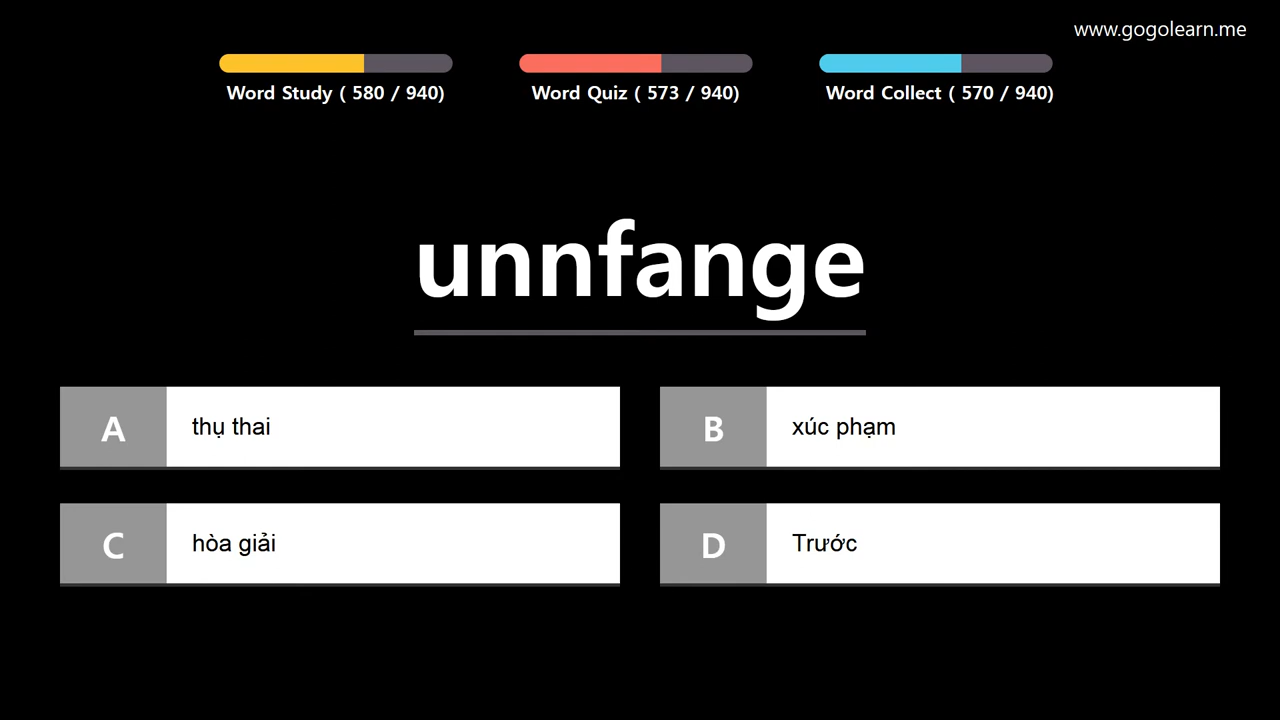 www.gogolearn.me
Word Study ( 580 / 940)
Word Quiz ( 573 / 940)
Word Collect ( 570 / 940)
unnfange
A
thụ thai
B
xúc phạm
C
hòa giải
D
Trước